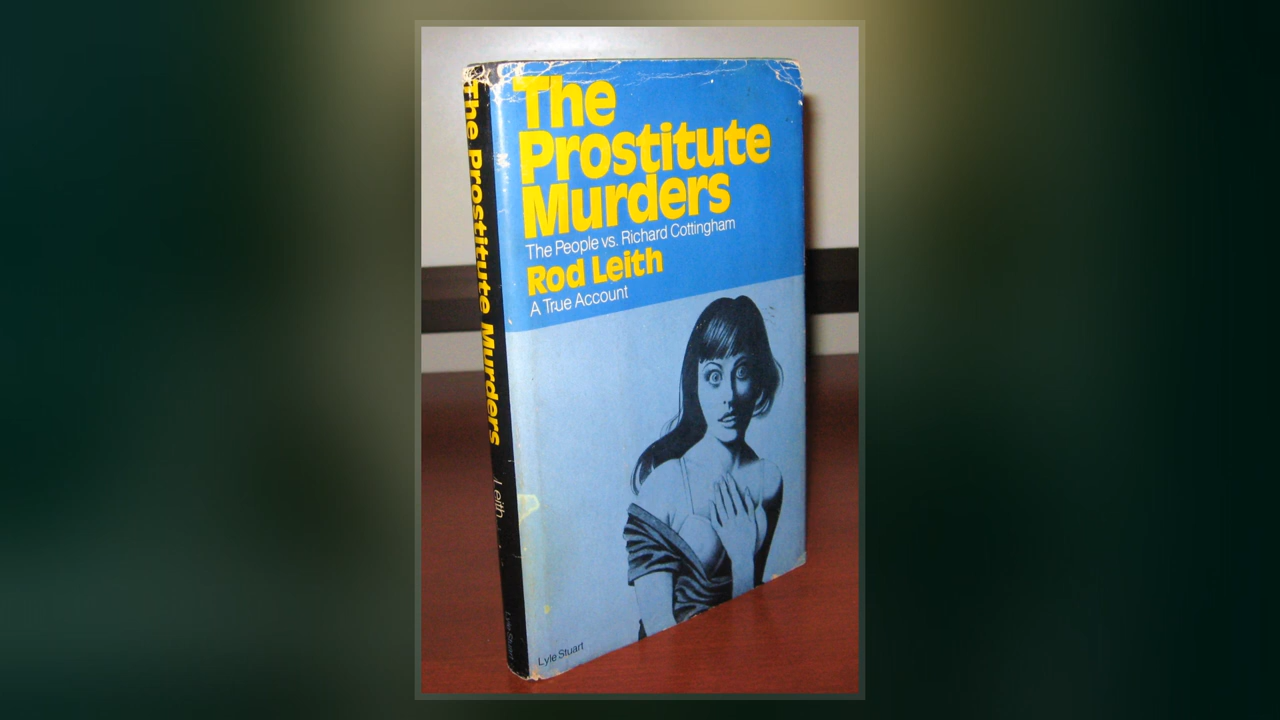 The
Prostitute
Murders
The People vs. Richard Cottingham
Rod Leith
A True Account
Lyle Stuart
The Prostitute Murders
Leith
Lyle Stuart